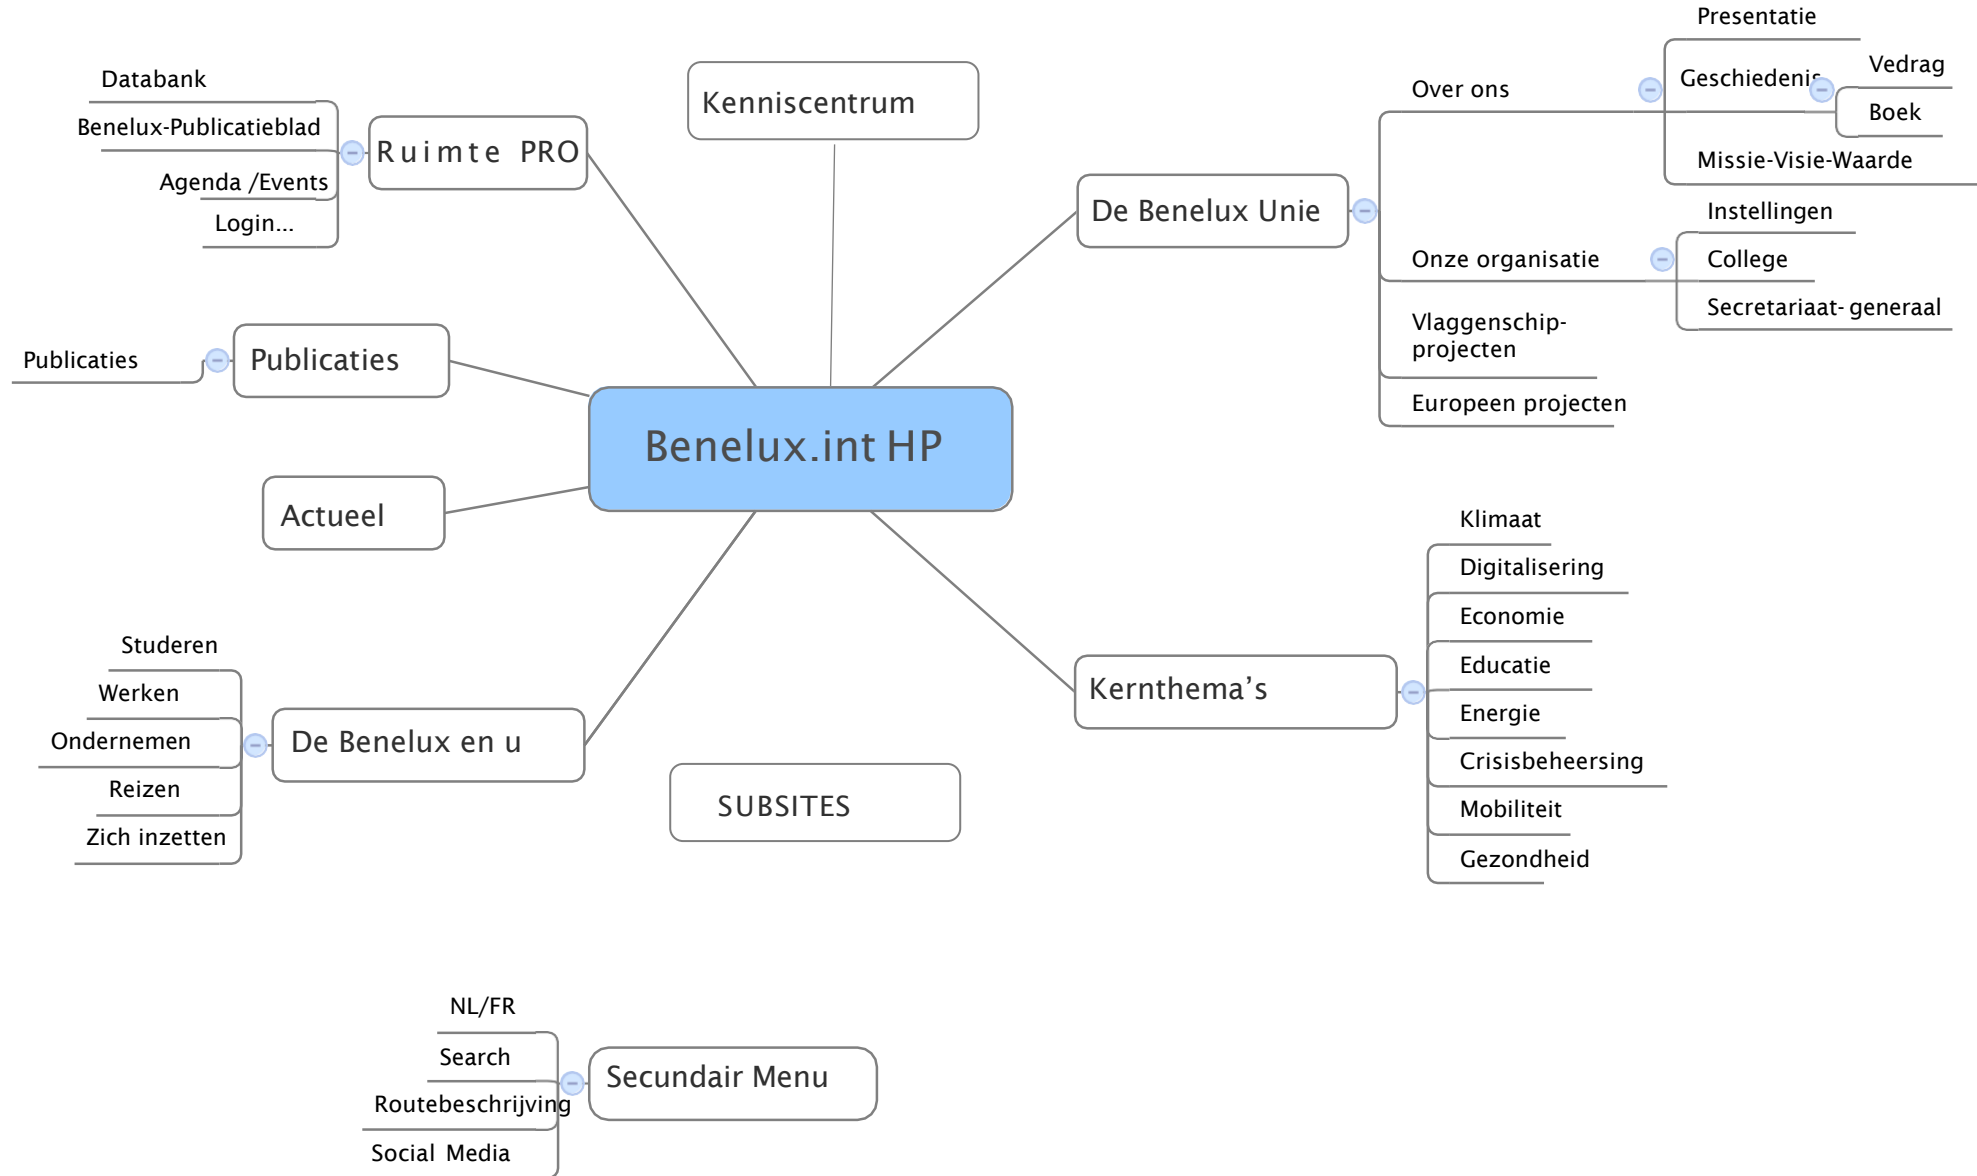 Presentatie
Databank
Kenniscentrum
Over ons
Geschiedenis
Vedrag
Benelux-Publicatieblad
Ruimte PRO
Boek
Agenda /Events
Missie-Visie-Waarde
Login...
De Benelux Unie
Instellingen
Onze organisatie
College
Secretariaat- generaal
Publicaties
Publicaties
Vlaggenschip-
projecten
Europeen projecten
Benelux.int HP
Actueel
Klimaat
Digitalisering
Economie
Studeren
Educatie
Werken
Kernthema’s
Energie
Ondernemen
De Benelux en u
Crisisbeheersing
Reizen
SUBSITES
Mobiliteit
Zich inzetten
Gezondheid
NL/FR
Search
Secundair Menu
Routebeschrijving
Social Media